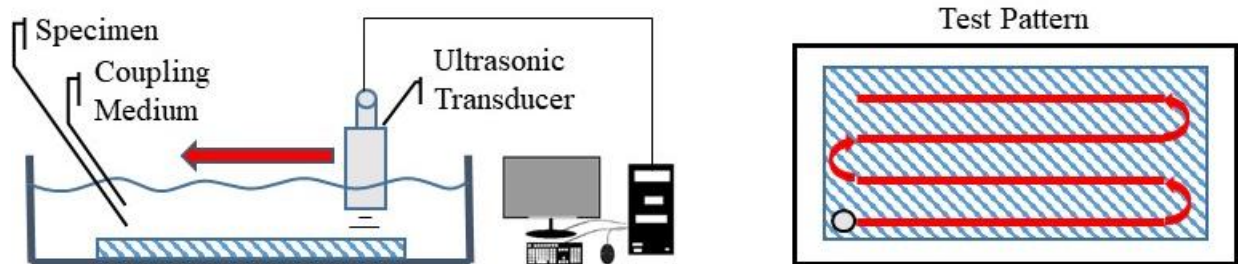 Specimen
Coupling
Medium
Ultrasonic
Transducer
Test Pattern